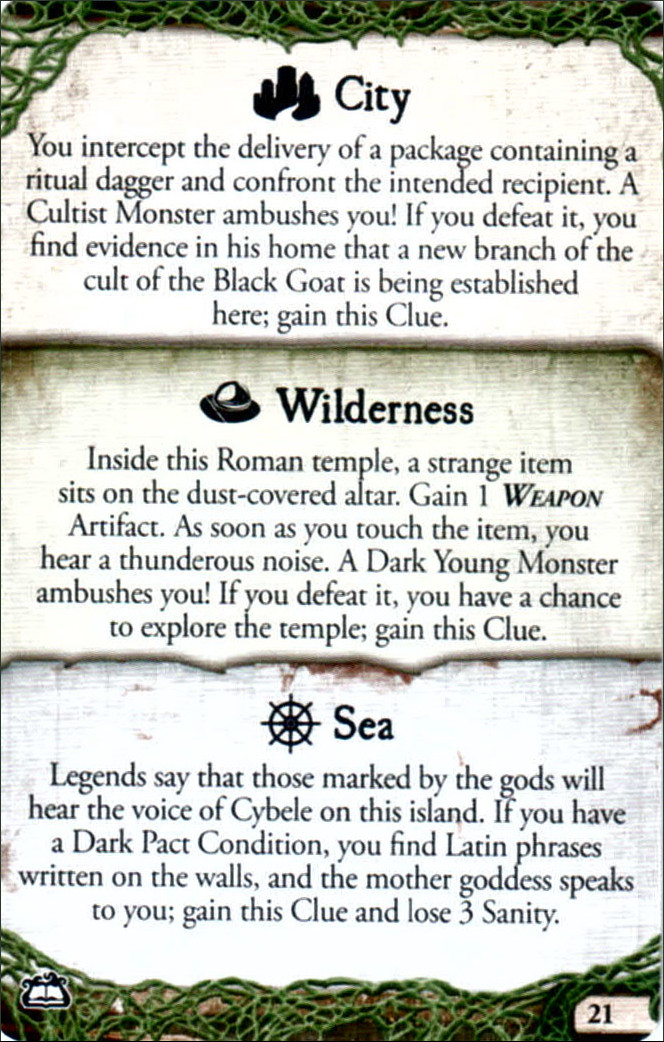 City
You intercept the delivery of a package containing a
ritual dagger and confront the intended recipient. A
Cultist Monster ambushes you! If you defeat it, you
find evidence in his home that a new branch of the
cult of the Black Goat is being established
here; gain this Clue.
Wilderness
Inside this Roman temple, a strange item
sits on the dust-covered altar. Gain 1 WEAPON
Artifact. As soon as you touch the item, you
hear a thunderous noise. A Dark Young Monster
ambushes you! If you defeat it, you have a chance
to explore the temple; gain this Clue.
Sea
Legends say that those marked by the gods will
hear the voice of Cybele on this island. If you have
a Dark Pact Condition, you find Latin phrases
written on the walls, and the mother goddess speaks
to you; gain this Clue and lose 3 Sanity.
21